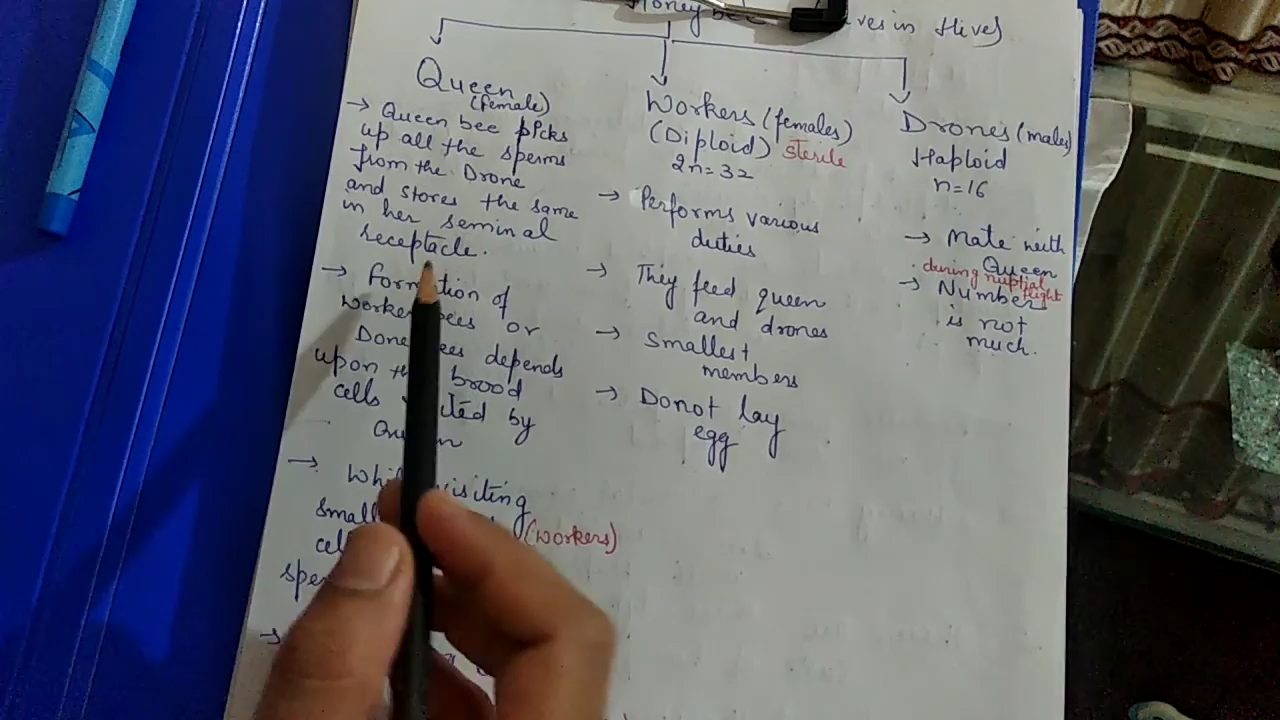 ves in Hives
Queen
(female)
→ Queen bee picks
up all the sperms
from the Drone
and stores the same
in her seminal
receptacle.
→ Formation of
bees or
depends
upon brood
cells by
→ visiting
(workers)
Workers (females)
(Diploid) sterile
2n=32
→ Performs various
duties
→ They feed queen
and drones
→ Smallest
members
→ Donot lay
egg
Drones (males)
Haploid
n=16
→ Mate with
Queen
during nuptial
flight
→ Number
is not
much.